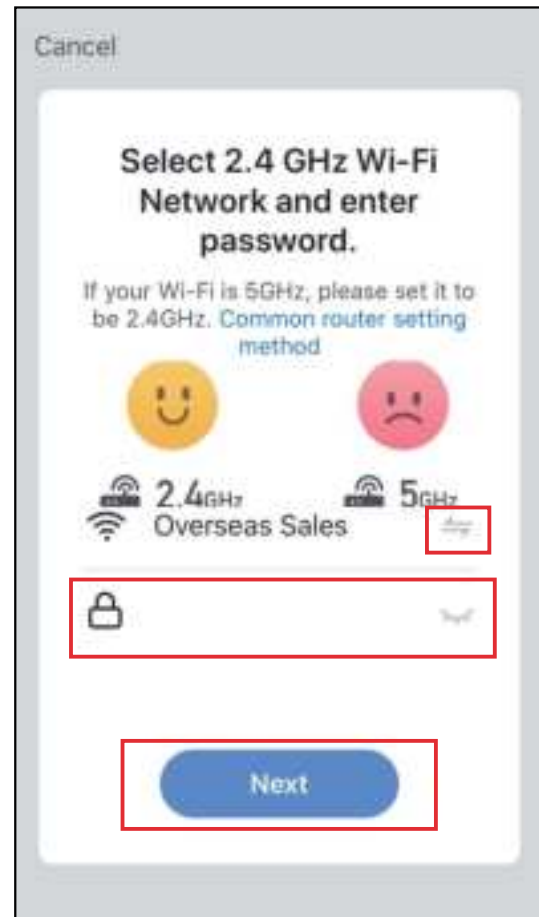 Cancel
Select 2.4 GHz Wi-Fi
Network and enter
password.
If your Wi-Fi is 5GHz, please set it to
be 2.4GHz. Common router setting
method
2.4GHz 5GHz
Overseas Sales
Next